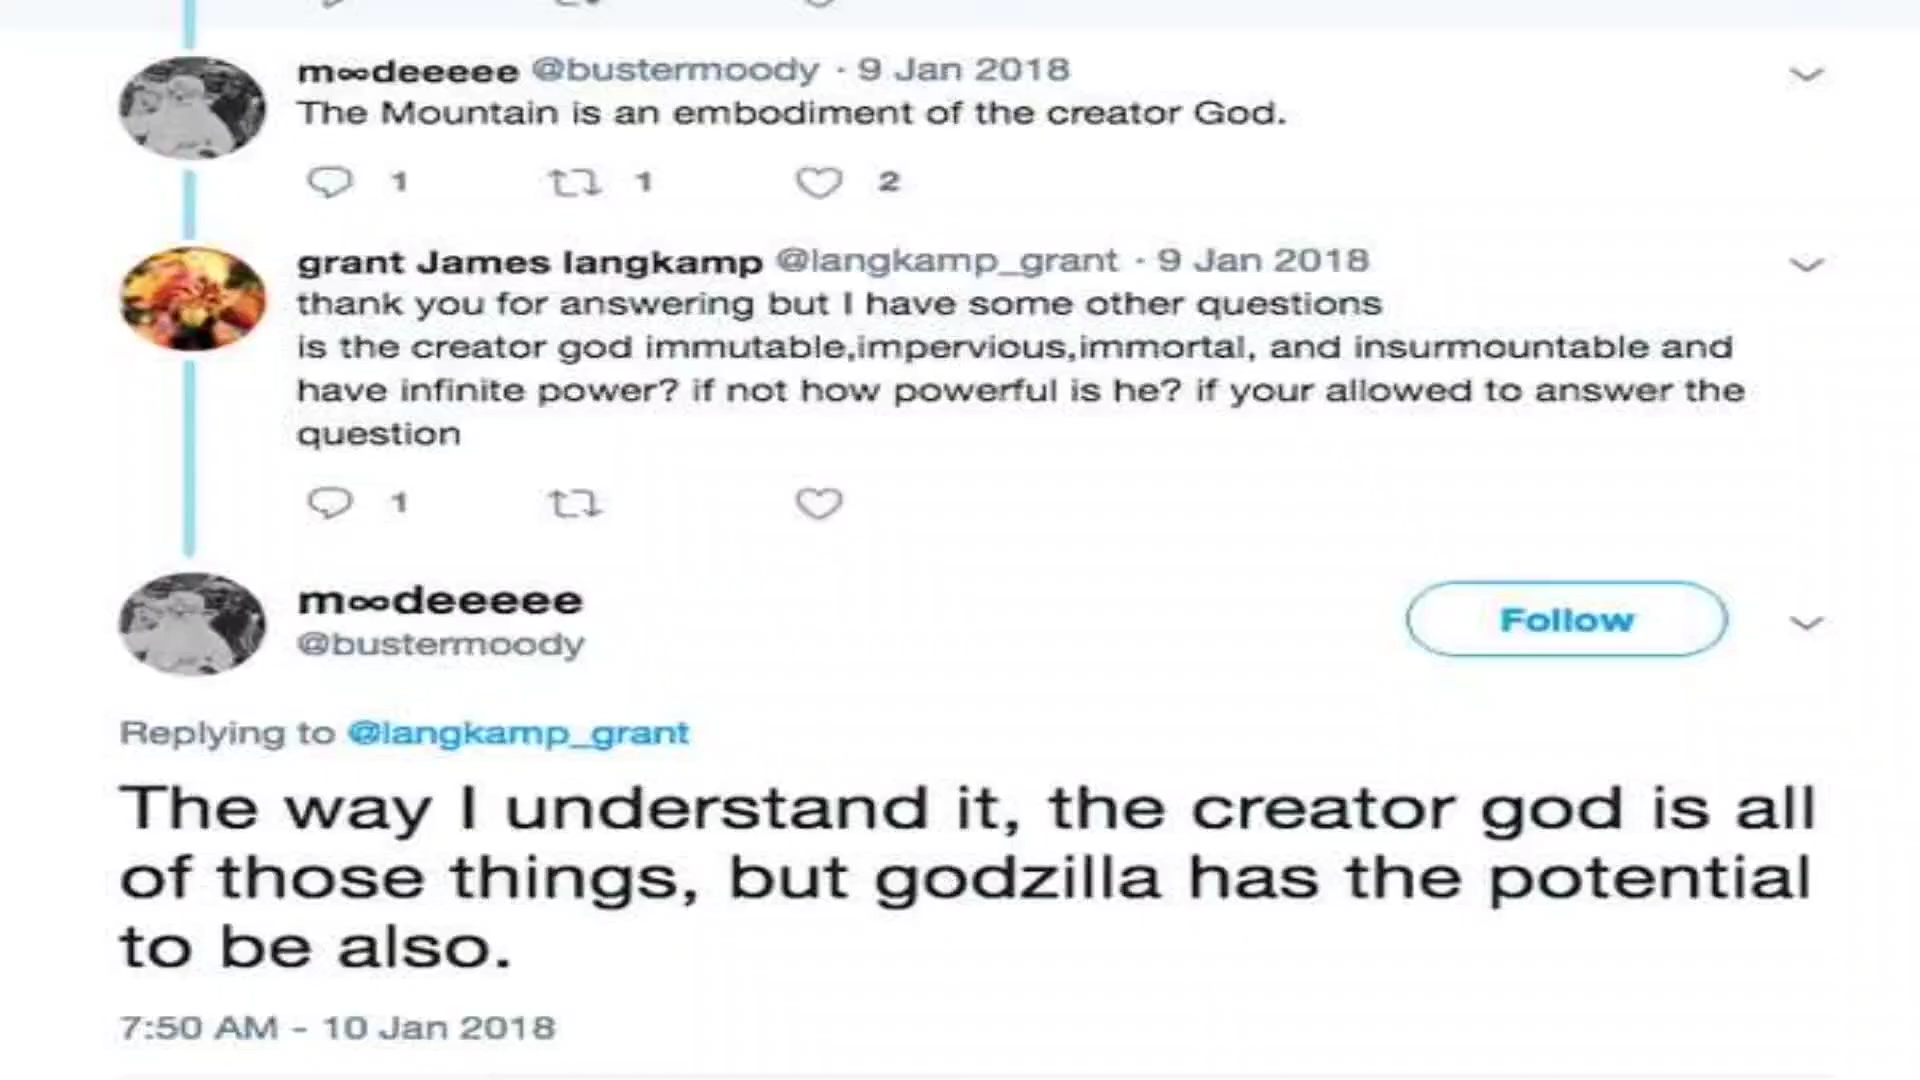 m∞deeeee @bustermoody · 9 Jan 2018
The Mountain is an embodiment of the creator God.
1 1 2
grant James langkamp @langkamp_grant · 9 Jan 2018
thank you for answering but I have some other questions
is the creator god immutable,impervious,immortal, and insurmountable and
have infinite power? if not how powerful is he? if your allowed to answer the
question
1
m∞deeeee
@bustermoody
Follow
Replying to @langkamp_grant
The way I understand it, the creator god is all
of those things, but godzilla has the potential
to be also.
7:50 AM - 10 Jan 2018